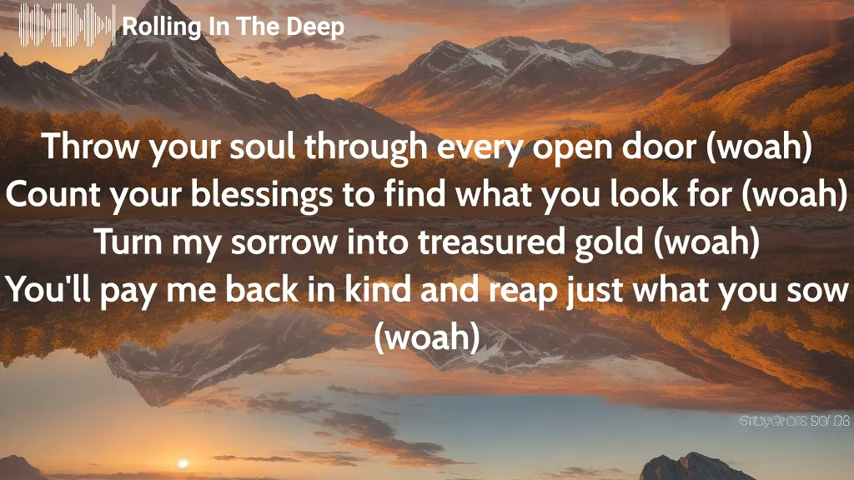 Rolling In The Deep
Throw your soul through every open door (woah)
Count your blessings to find what you look for (woah)
Turn my sorrow into treasured gold (woah)
You'll pay me back in kind and reap just what you sow
(woah)